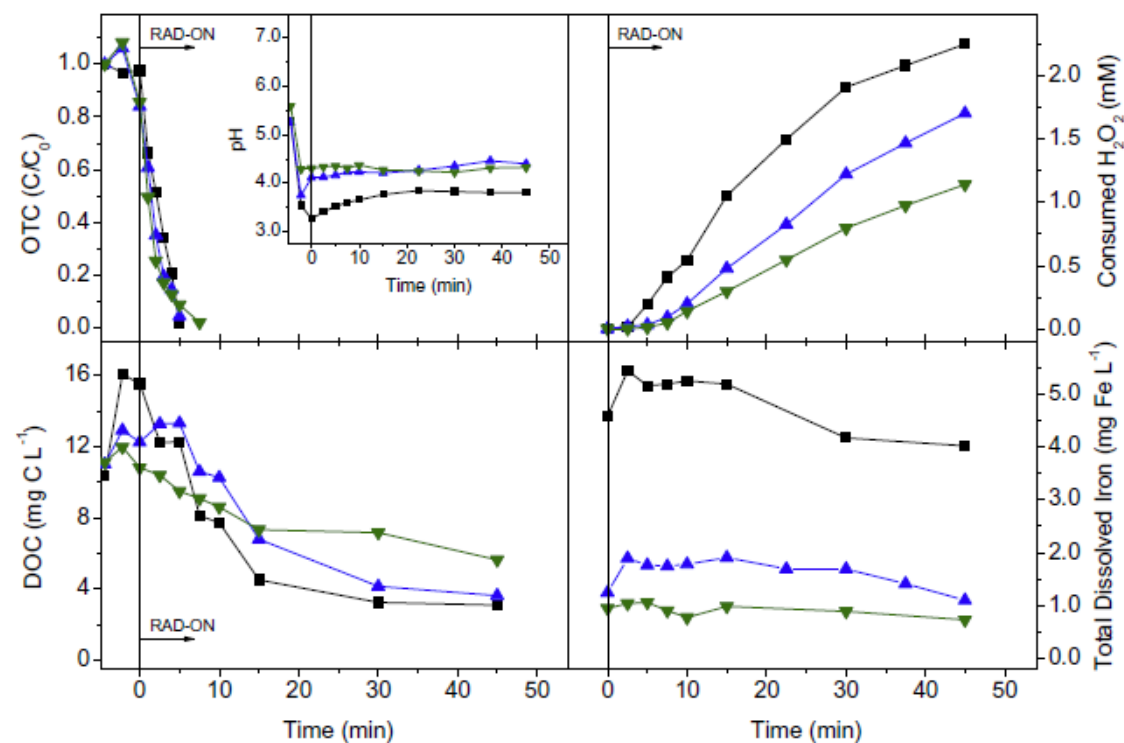 RAD-ON
OTC (C/C₀)
1.0
0.8
0.6
0.4
0.2
0.0
pH
7.0
6.0
5.0
4.0
3.0
0 10 20 30 40 50
Time (min)
RAD-ON
2.0
1.5
1.0
0.5
0.0
Consumed H₂O₂ (mM)
DOC (mg C L⁻¹)
16
12
8
4
0
RAD-ON
0 10 20 30 40 50
Time (min)
5.0
4.0
3.0
2.0
1.0
0.0
Total Dissolved Iron (mg Fe L⁻¹)
0 10 20 30 40 50
Time (min)